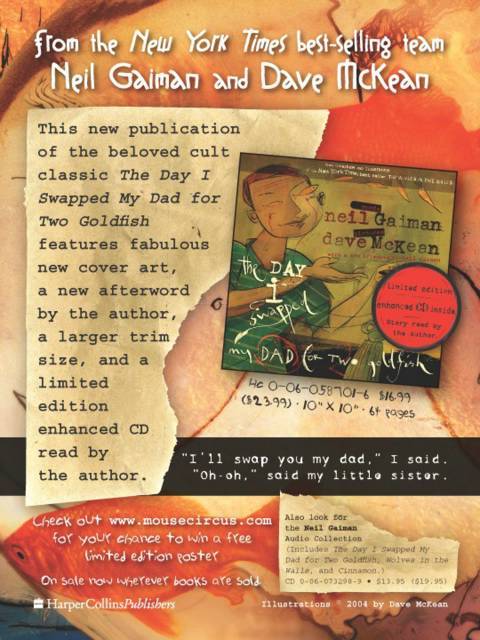 from the New York Times best-selling team
Neil Gaiman and Dave McKean
This new publication
of the beloved cult
classic The Day I
Swapped My Dad for
Two Goldfish
features fabulous
new cover art,
a new afterword
by the author,
a larger trim
size, and a
limited
edition
enhanced CD
read by
the author.
neil Gaiman
dave McKean
the DAY
I
swapped
my DAD for Two goldfish
limited edition
enhanced CD inside
story read by
the author
HC 0-06-058701-6 $16.99
($23.99) · 10" X 10" · 64 pages
"I'll swap you my dad," I said.
"Oh-oh," said my little sister.
Check out www.mousecircus.com
for your chance to win a free
limited edition poster
On sale now wherever books are sold
Also look for
the Neil Gaiman
Audio Collection
(Includes The Day I Swapped My
Dad for Two Goldfish, Wolves in the
Walls, and Cinnamon.)
CD 0-06-073298-9 • $13.95 ($19.95)
HarperCollinsPublishers
Illustrations © 2004 by Dave McKean